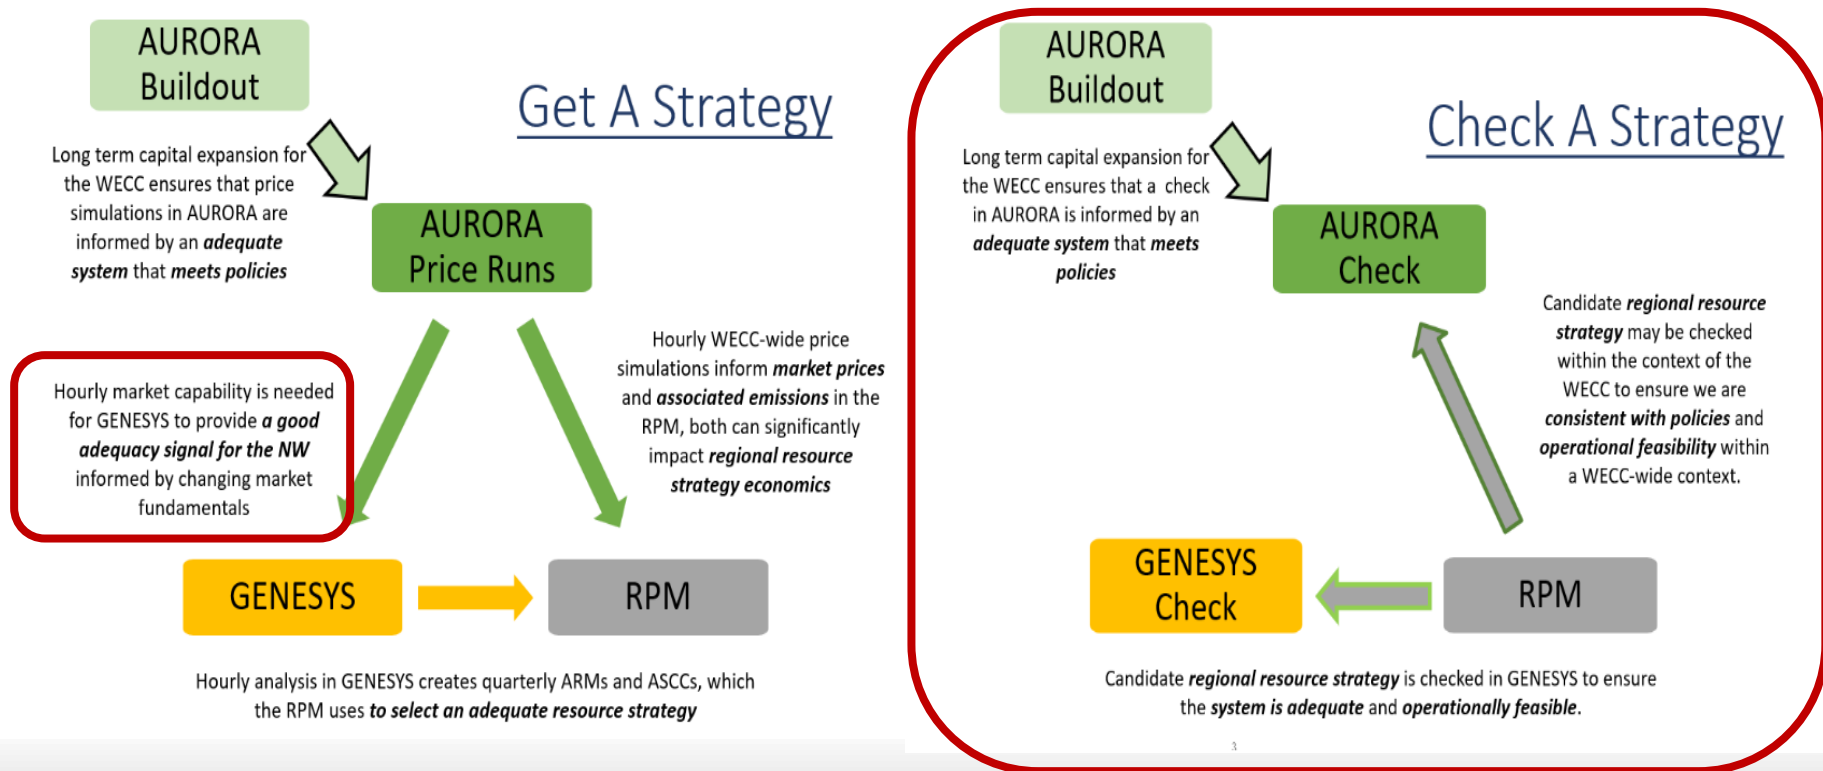 AURORA
Buildout
Get A Strategy
Long term capital expansion for
the WECC ensures that price
simulations in AURORA are
informed by an adequate
system that meets policies
AURORA
Price Runs
Hourly market capability is needed
for GENESYS to provide a good
adequacy signal for the NW
informed by changing market
fundamentals
Hourly WECC-wide price
simulations inform market prices
and associated emissions in the
RPM, both can significantly
impact regional resource
strategy economics
GENESYS
RPM
Hourly analysis in GENESYS creates quarterly ARMs and ASCCs, which
the RPM uses to select an adequate resource strategy
AURORA
Buildout
Check A Strategy
Long term capital expansion for
the WECC ensures that a check
in AURORA is informed by an
adequate system that meets
policies
AURORA
Check
Candidate regional resource
strategy may be checked
within the context of the
WECC to ensure we are
consistent with policies and
operational feasibility within
a WECC-wide context.
GENESYS
Check
RPM
Candidate regional resource strategy is checked in GENESYS to ensure
the system is adequate and operationally feasible.
3